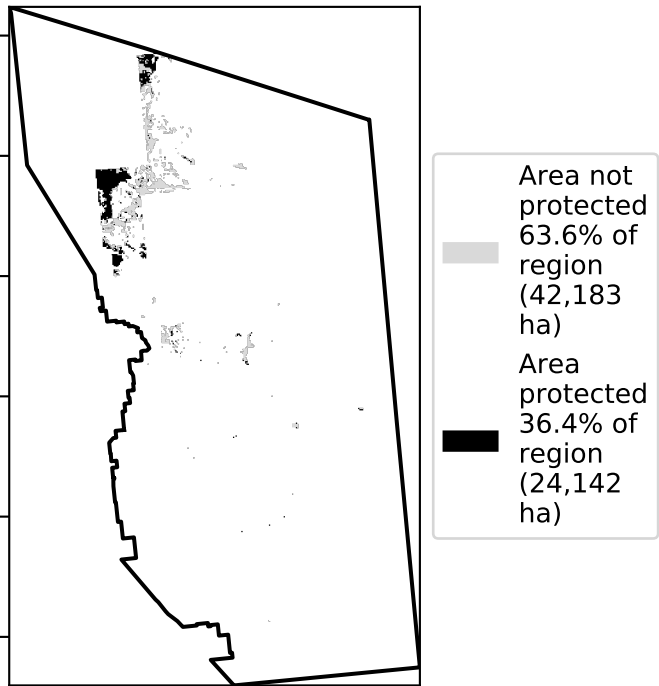 Area not
protected
63.6% of
region
(42,183
ha)
Area
protected
36.4% of
region
(24,142
ha)